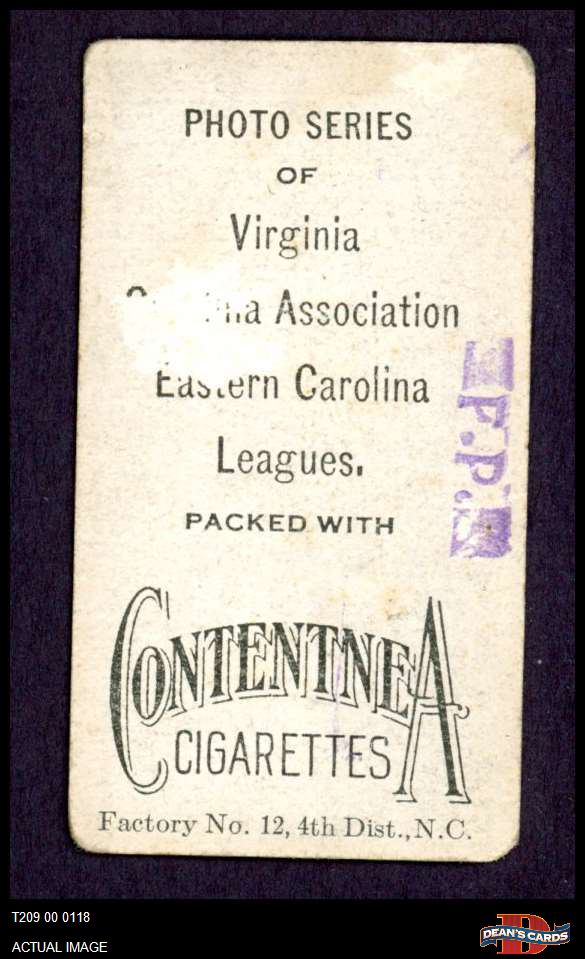 PHOTO SERIES
OF
Virginia
Association
Eastern Carolina
Leagues.
PACKED WITH
F.P.
CONTENTNEA
CIGARETTES
Factory No. 12, 4th Dist., N.C.
T209 00 0118
ACTUAL IMAGE
D
DEAN'S CARDS